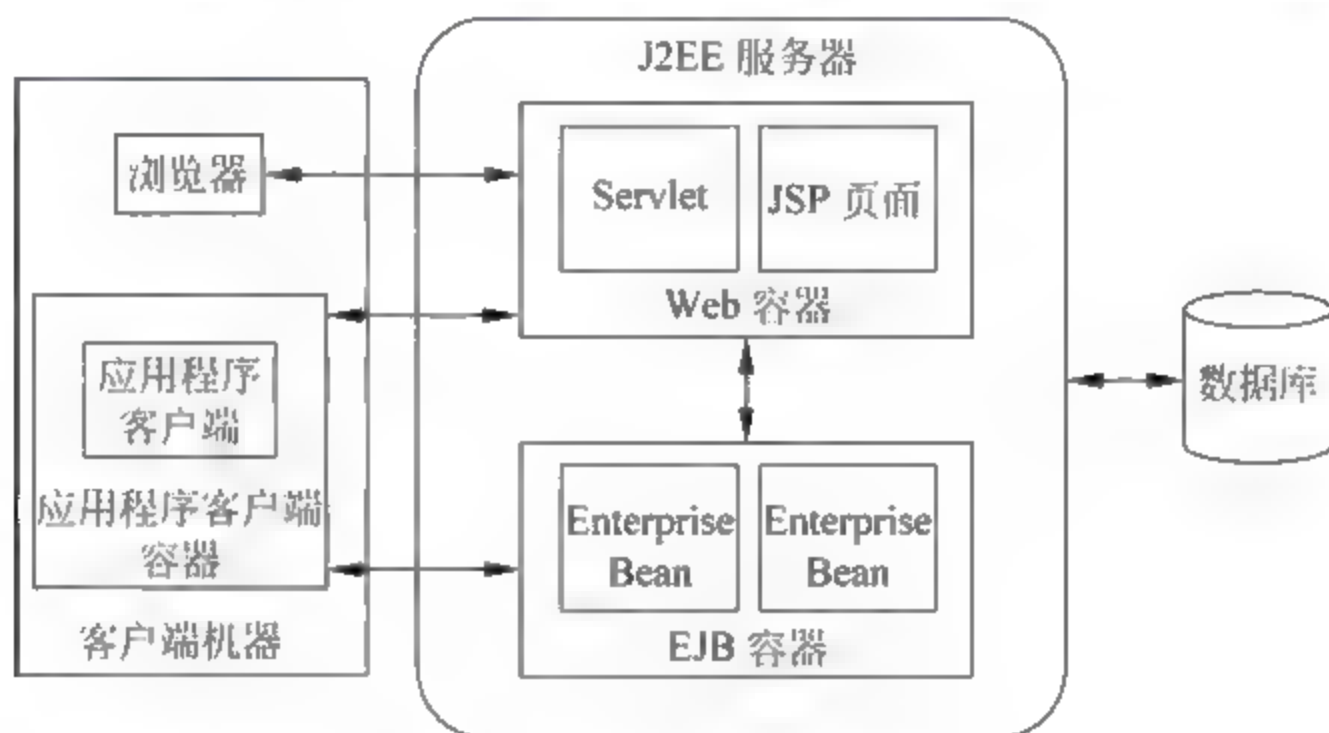 J2EE 服务器
浏览器
Servlet
JSP 页面
Web 容器
应用程序
客户端
应用程序客户端
容器
客户端机器
Enterprise
Bean
Enterprise
Bean
EJB 容器
数据库